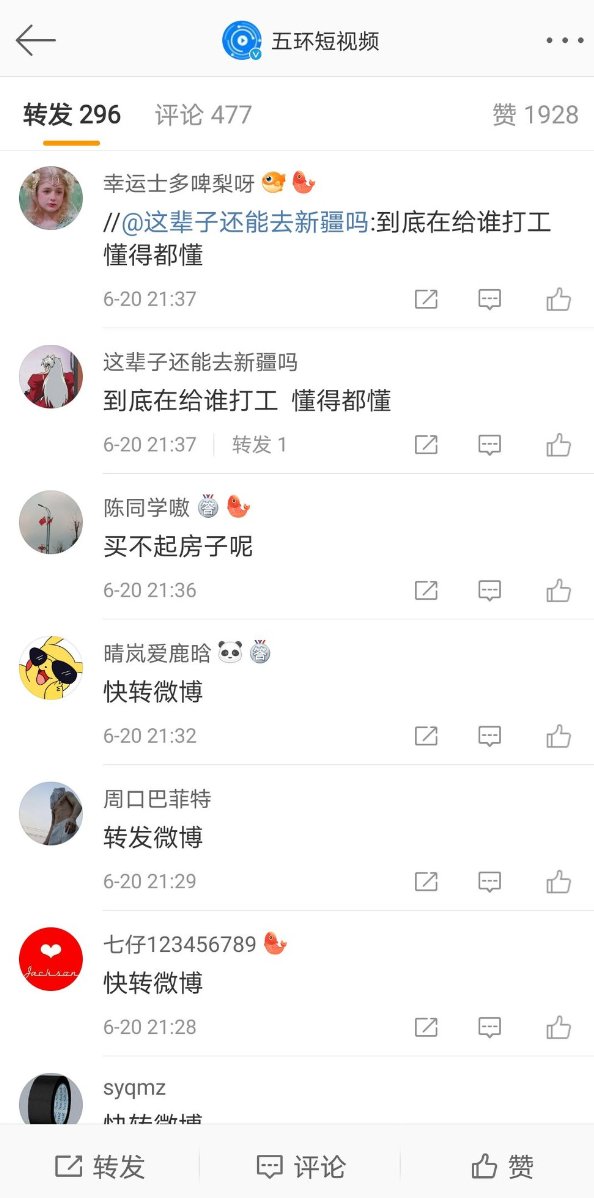 五环短视频
转发 296 评论 477 赞 1928
幸运士多啤梨呀
//@这辈子还能去新疆吗:到底在给谁打工
懂得都懂
6-20 21:37
这辈子还能去新疆吗
到底在给谁打工 懂得都懂
6-20 21:37 转发 1
陈同学嗷
买不起房子呢
6-20 21:36
晴岚爱鹿晗
快转微博
6-20 21:32
周口巴菲特
转发微博
6-20 21:29
七仔123456789
Jackson
快转微博
6-20 21:28
syqmz
快转微博
转发 评论 赞